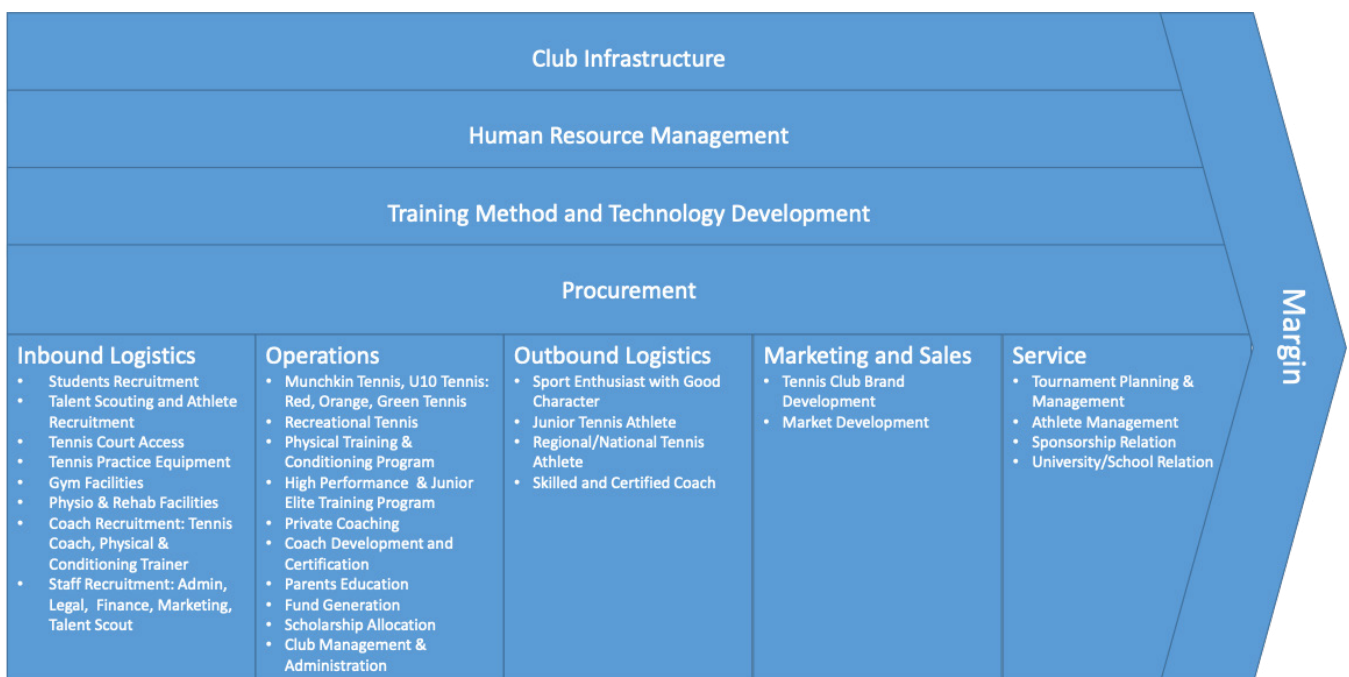 Club Infrastructure
Human Resource Management
Training Method and Technology Development
Procurement
Margin
Inbound Logistics
• Students Recruitment
• Talent Scouting and Athlete
Recruitment
• Tennis Court Access
• Tennis Practice Equipment
• Gym Facilities
• Physio & Rehab Facilities
• Coach Recruitment: Tennis
Coach, Physical &
Conditioning Trainer
• Staff Recruitment: Admin,
Legal, Finance, Marketing,
Talent Scout
Operations
• Munchkin Tennis, U10 Tennis:
Red, Orange, Green Tennis
• Recreational Tennis
• Physical Training &
Conditioning Program
• High Performance & Junior
Elite Training Program
• Private Coaching
• Coach Development and
Certification
• Parents Education
• Fund Generation
• Scholarship Allocation
• Club Management &
Administration
Outbound Logistics
• Sport Enthusiast with Good
Character
• Junior Tennis Athlete
• Regional/National Tennis
Athlete
• Skilled and Certified Coach
Marketing and Sales
• Tennis Club Brand
Development
• Market Development
Service
• Tournament Planning &
Management
• Athlete Management
• Sponsorship Relation
• University/School Relation